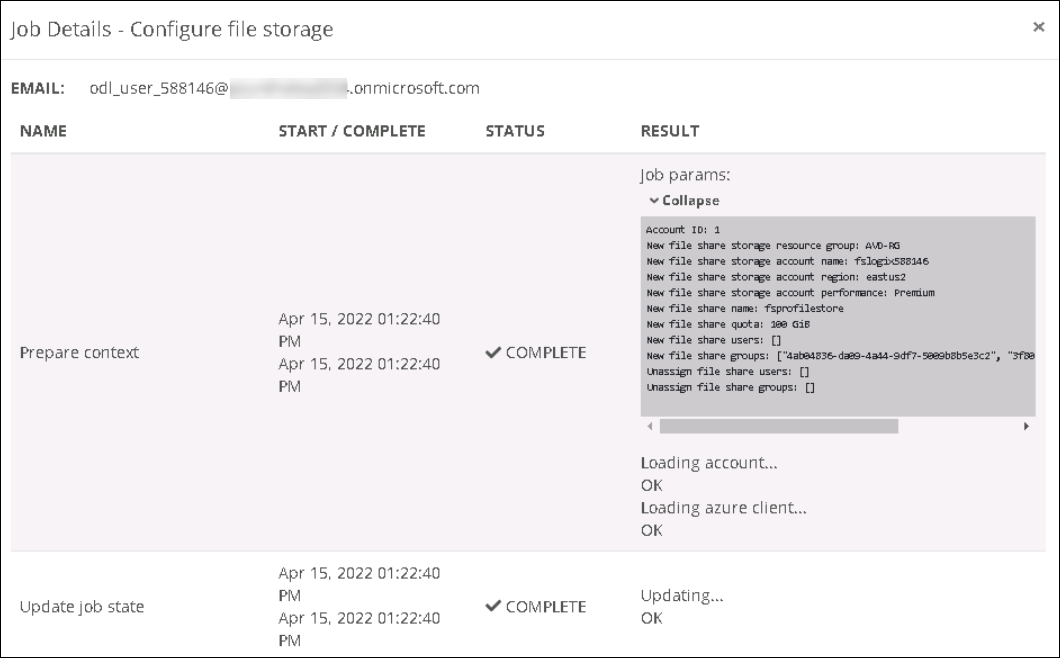 Job Details - Configure file storage ×
EMAIL: odl_user_588146@ .onmicrosoft.com
NAME START / COMPLETE STATUS RESULT
Job params:
Collapse
Account ID: 1
New file share storage resource group: AVD-RG
New file share storage account name: fslogix588146
New file share storage account region: eastus2
New file share storage account performance: Premium
New file share name: fsprofilestore
New file share quota: 100 GiB
New file share users: []
New file share groups: ["4ab04836-da09-4a44-9df7-5009b8b5e3c2", "3f80
Unassign file share users: []
Unassign file share groups: []
Prepare context
Apr 15, 2022 01:22:40
PM
Apr 15, 2022 01:22:40
PM
✓ COMPLETE
Loading account...
OK
Loading azure client...
OK
Update job state
Apr 15, 2022 01:22:40
PM
Apr 15, 2022 01:22:40
PM
✓ COMPLETE
Updating...
OK